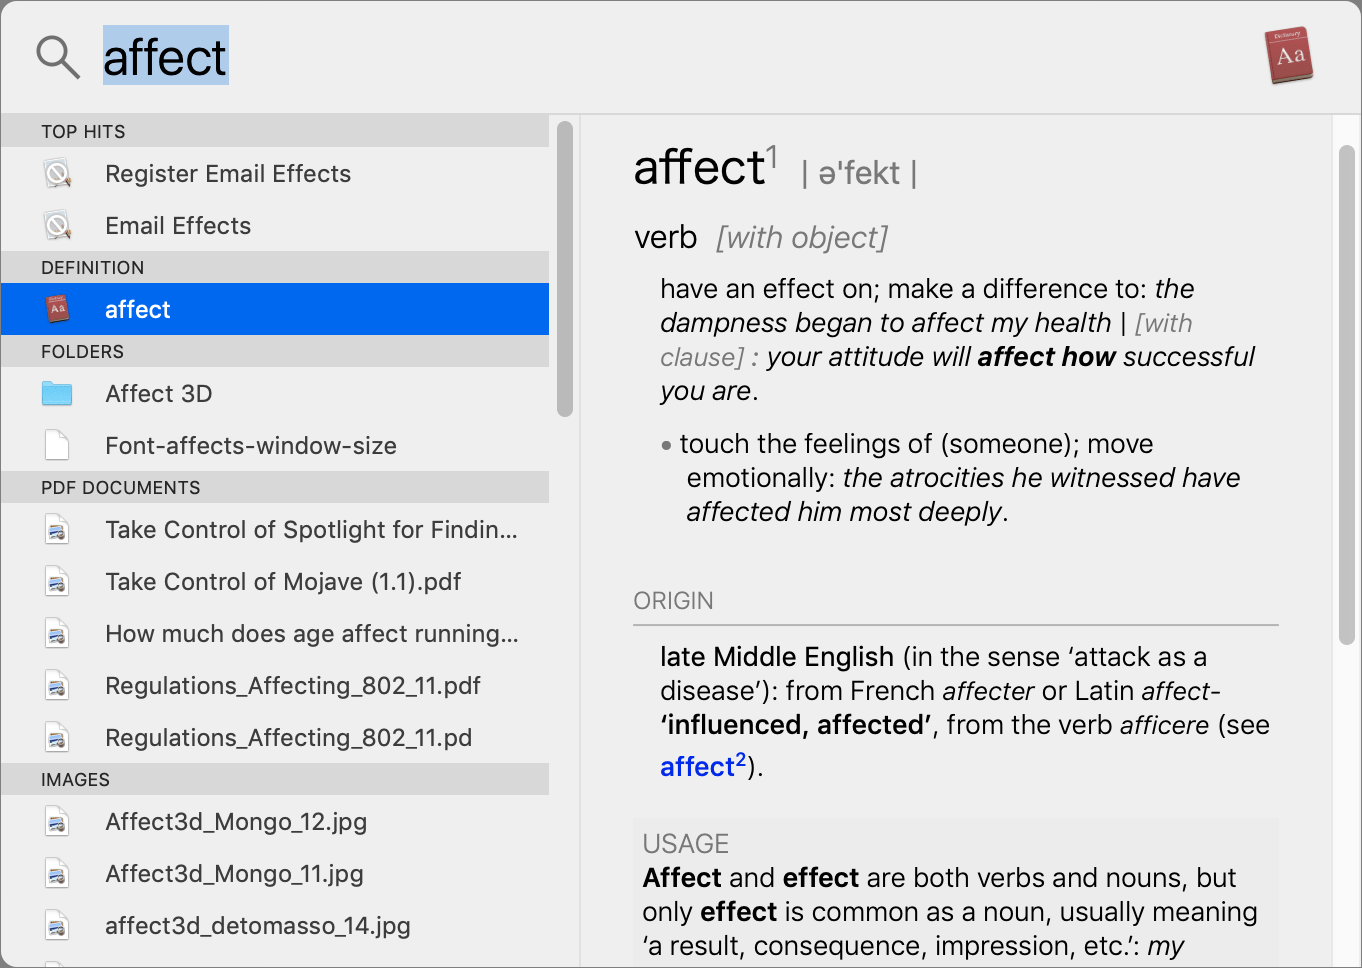 affect
Dictionary
Aa
TOP HITS
Register Email Effects
Email Effects
DEFINITION
Aa
affect
FOLDERS
Affect 3D
Font-affects-window-size
PDF DOCUMENTS
Take Control of Spotlight for Findin...
Take Control of Mojave (1.1).pdf
How much does age affect running...
Regulations_Affecting_802_11.pdf
Regulations_Affecting_802_11.pd
IMAGES
Affect3d_Mongo_12.jpg
Affect3d_Mongo_11.jpg
affect3d_detomasso_14.jpg
affect¹ | ə'fekt |
verb [with object]
have an effect on; make a difference to: the
dampness began to affect my health | [with
clause] : your attitude will affect how successful
you are.
• touch the feelings of (someone); move
emotionally: the atrocities he witnessed have
affected him most deeply.
ORIGIN
late Middle English (in the sense ‘attack as a
disease’): from French affecter or Latin affect-
‘influenced, affected’, from the verb afficere (see
affect²).
USAGE
Affect and effect are both verbs and nouns, but
only effect is common as a noun, usually meaning
‘a result, consequence, impression, etc.’: my